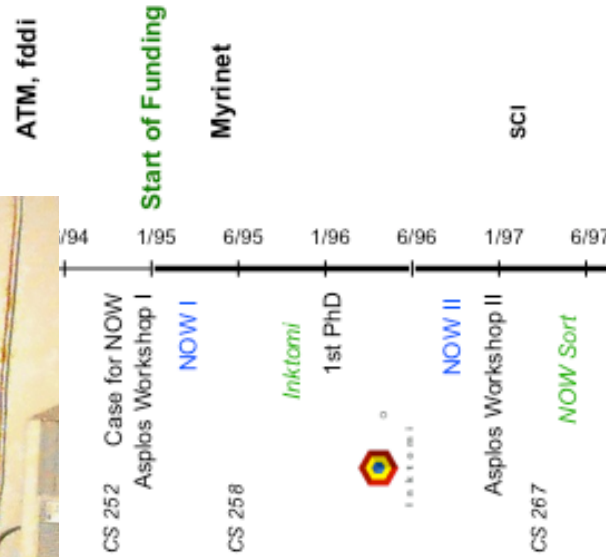 ATM, fddi
Start of Funding
Myrinet
SCI
/94
1/95
6/95
1/96
6/96
1/97
6/97
Case for NOW
Asplos Workshop I
NOW I
Inktomi
1st PhD
NOW II
Asplos Workshop II
NOW Sort
CS 252
CS 258
inktomi
CS 267